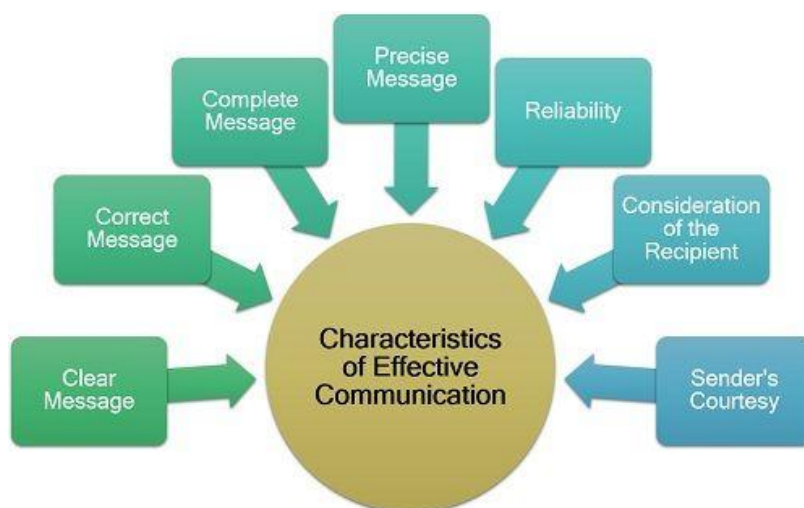 Clear
Message
Correct
Message
Complete
Message
Precise
Message
Reliability
Consideration
of the
Recipient
Sender's
Courtesy
Characteristics
of Effective
Communication